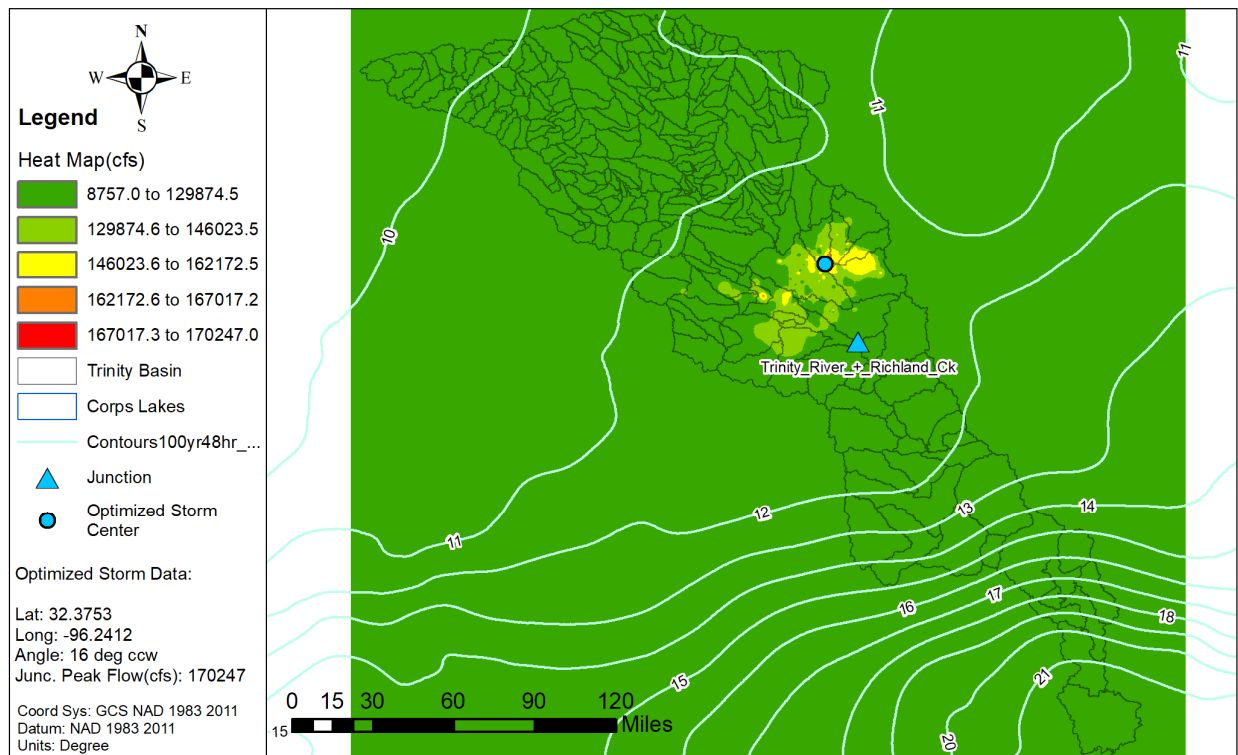 N
W
E
S
Legend
Heat Map(cfs)
8757.0 to 129874.5
129874.6 to 146023.5
146023.6 to 162172.5
162172.6 to 167017.2
167017.3 to 170247.0
Trinity Basin
Corps Lakes
Contours100yr48hr_...
Junction
Optimized Storm
Center
Optimized Storm Data:
Lat: 32.3753
Long: -96.2412
Angle: 16 deg ccw
Junc. Peak Flow(cfs): 170247
Coord Sys: GCS NAD 1983 2011
Datum: NAD 1983 2011
Units: Degree
11
11
10
Trinity_River_+_Richland_Ck
12
13
14
11
16
17
18
15
21
20
0 15 30 60 90 120
Miles
15